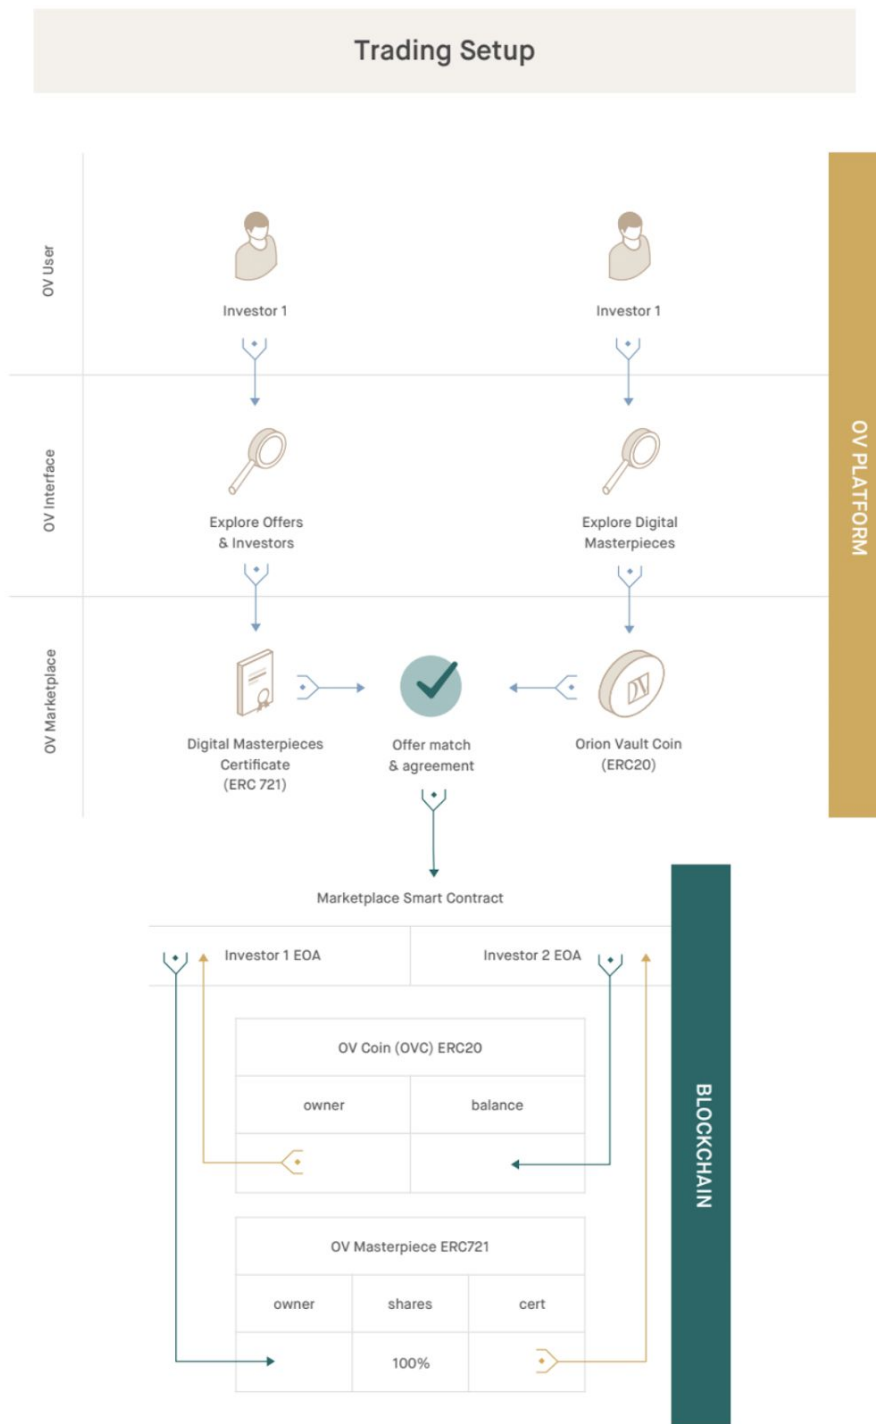 Trading Setup
OV User
Investor 1
Investor 1
OV Interface
Explore Offers
& Investors
Explore Digital
Masterpieces
OV PLATFORM
OV Marketplace
Digital Masterpieces
Certificate
(ERC 721)
Offer match
& agreement
Orion Vault Coin
(ERC20)
Marketplace Smart Contract
Investor 1 EOA
Investor 2 EOA
OV Coin (OVC) ERC20
owner
balance
BLOCKCHAIN
OV Masterpiece ERC721
owner
shares
cert
100%